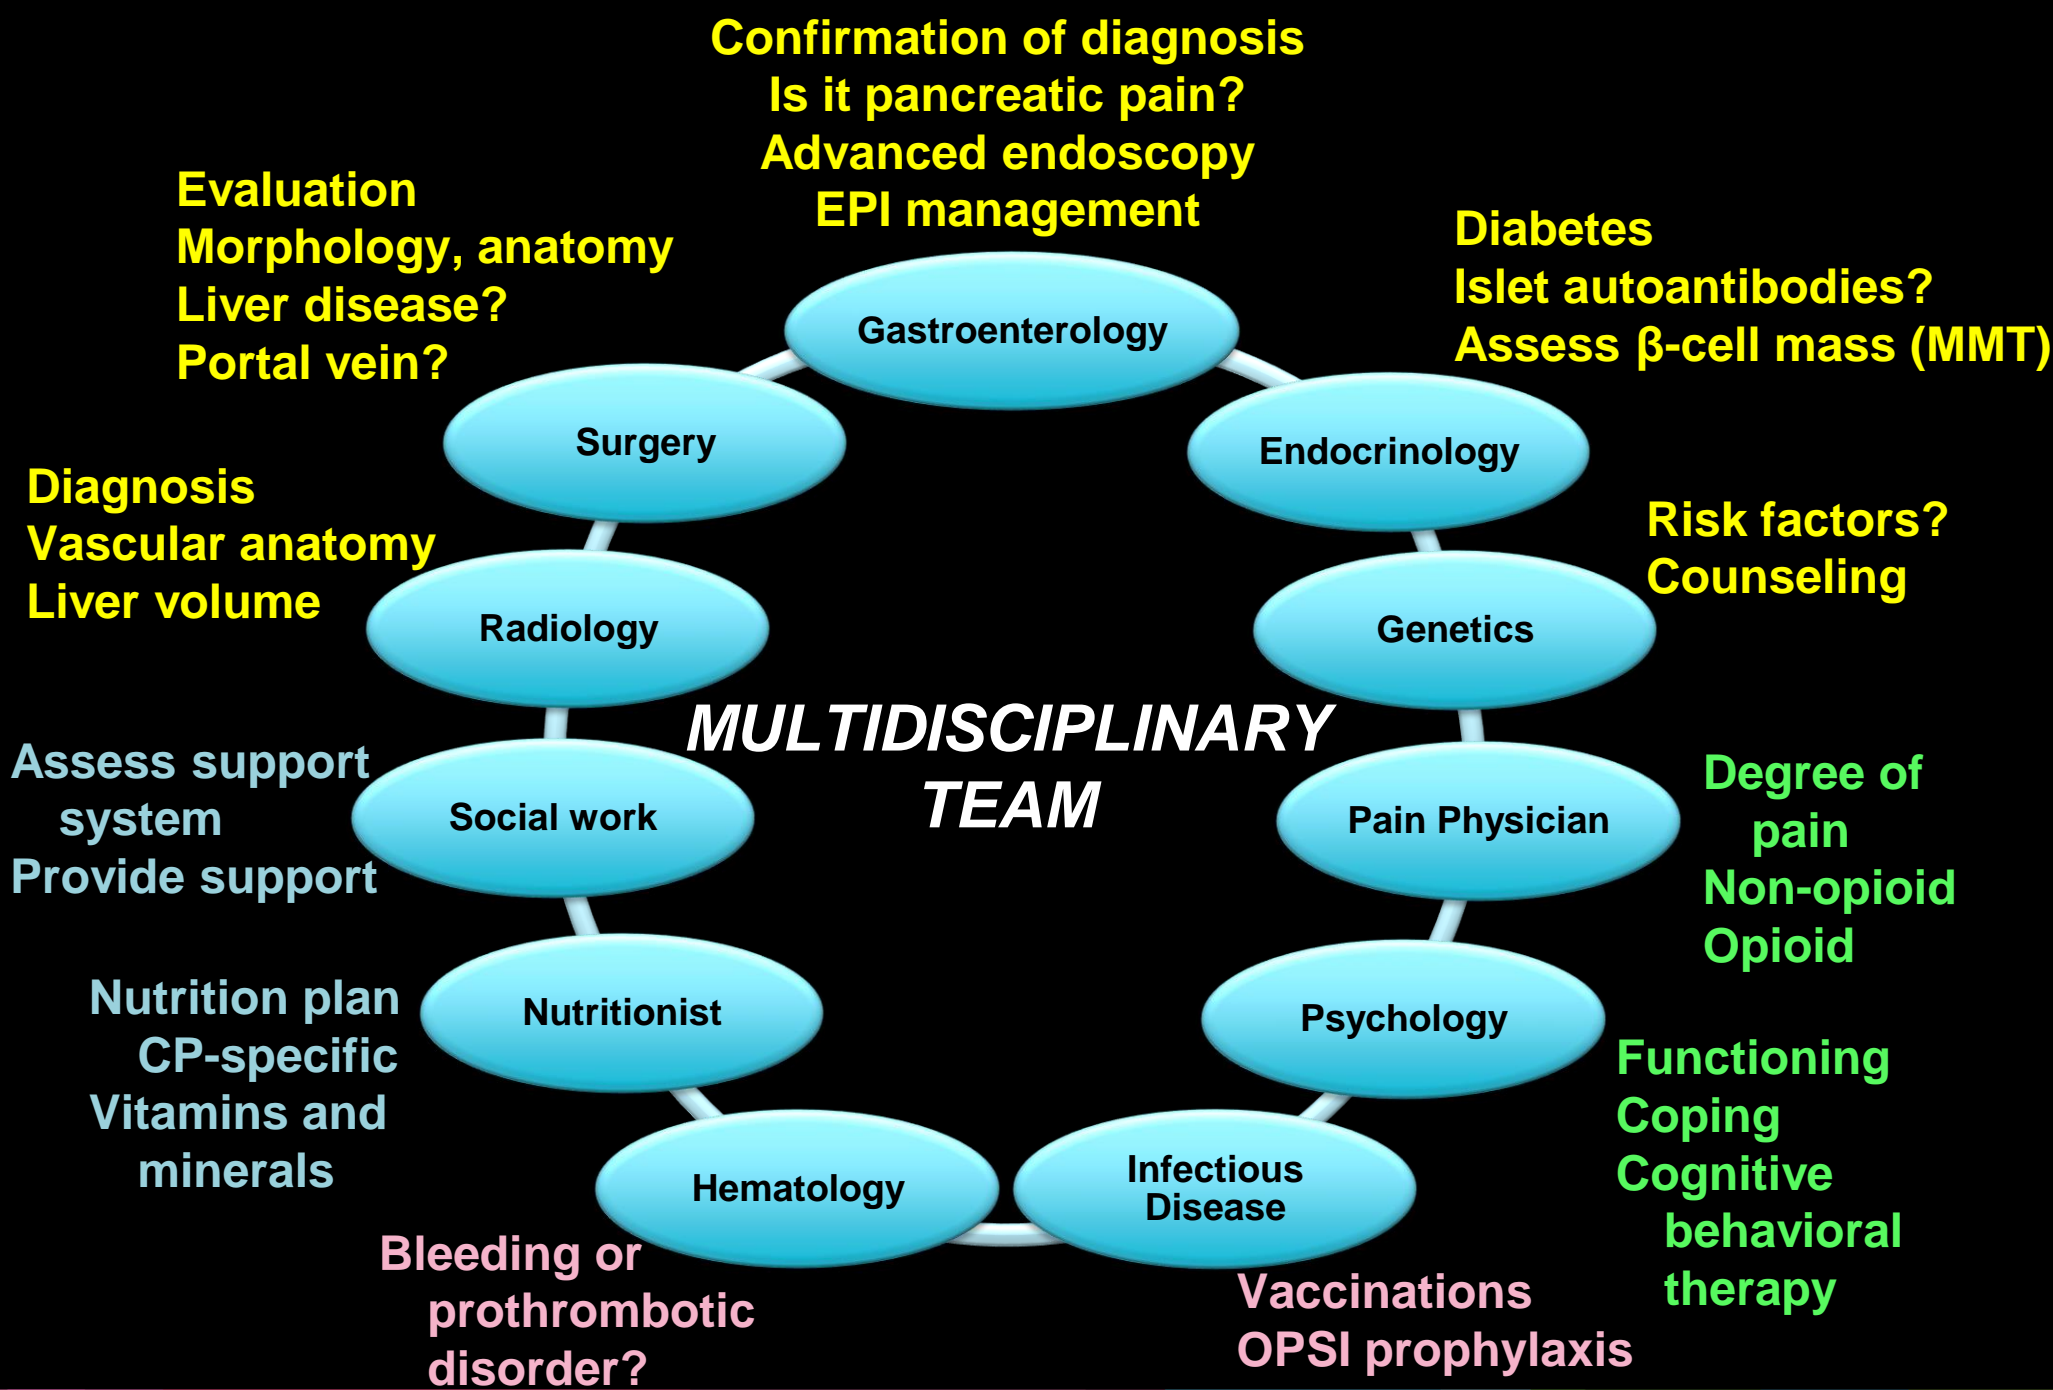 Confirmation of diagnosis
Is it pancreatic pain?
Advanced endoscopy
EPI management
Gastroenterology
Diabetes
Islet autoantibodies?
Assess β-cell mass (MMT)
Endocrinology
Risk factors?
Counseling
Genetics
Degree of
pain
Non-opioid
Opioid
Pain Physician
Functioning
Coping
Cognitive
behavioral
therapy
Psychology
Vaccinations
OPSI prophylaxis
Infectious
Disease
Bleeding or
prothrombotic
disorder?
Hematology
Nutrition plan
CP-specific
Vitamins and
minerals
Nutritionist
Assess support
system
Provide support
Social work
Diagnosis
Vascular anatomy
Liver volume
Radiology
Evaluation
Morphology, anatomy
Liver disease?
Portal vein?
Surgery
MULTIDISCIPLINARY
TEAM